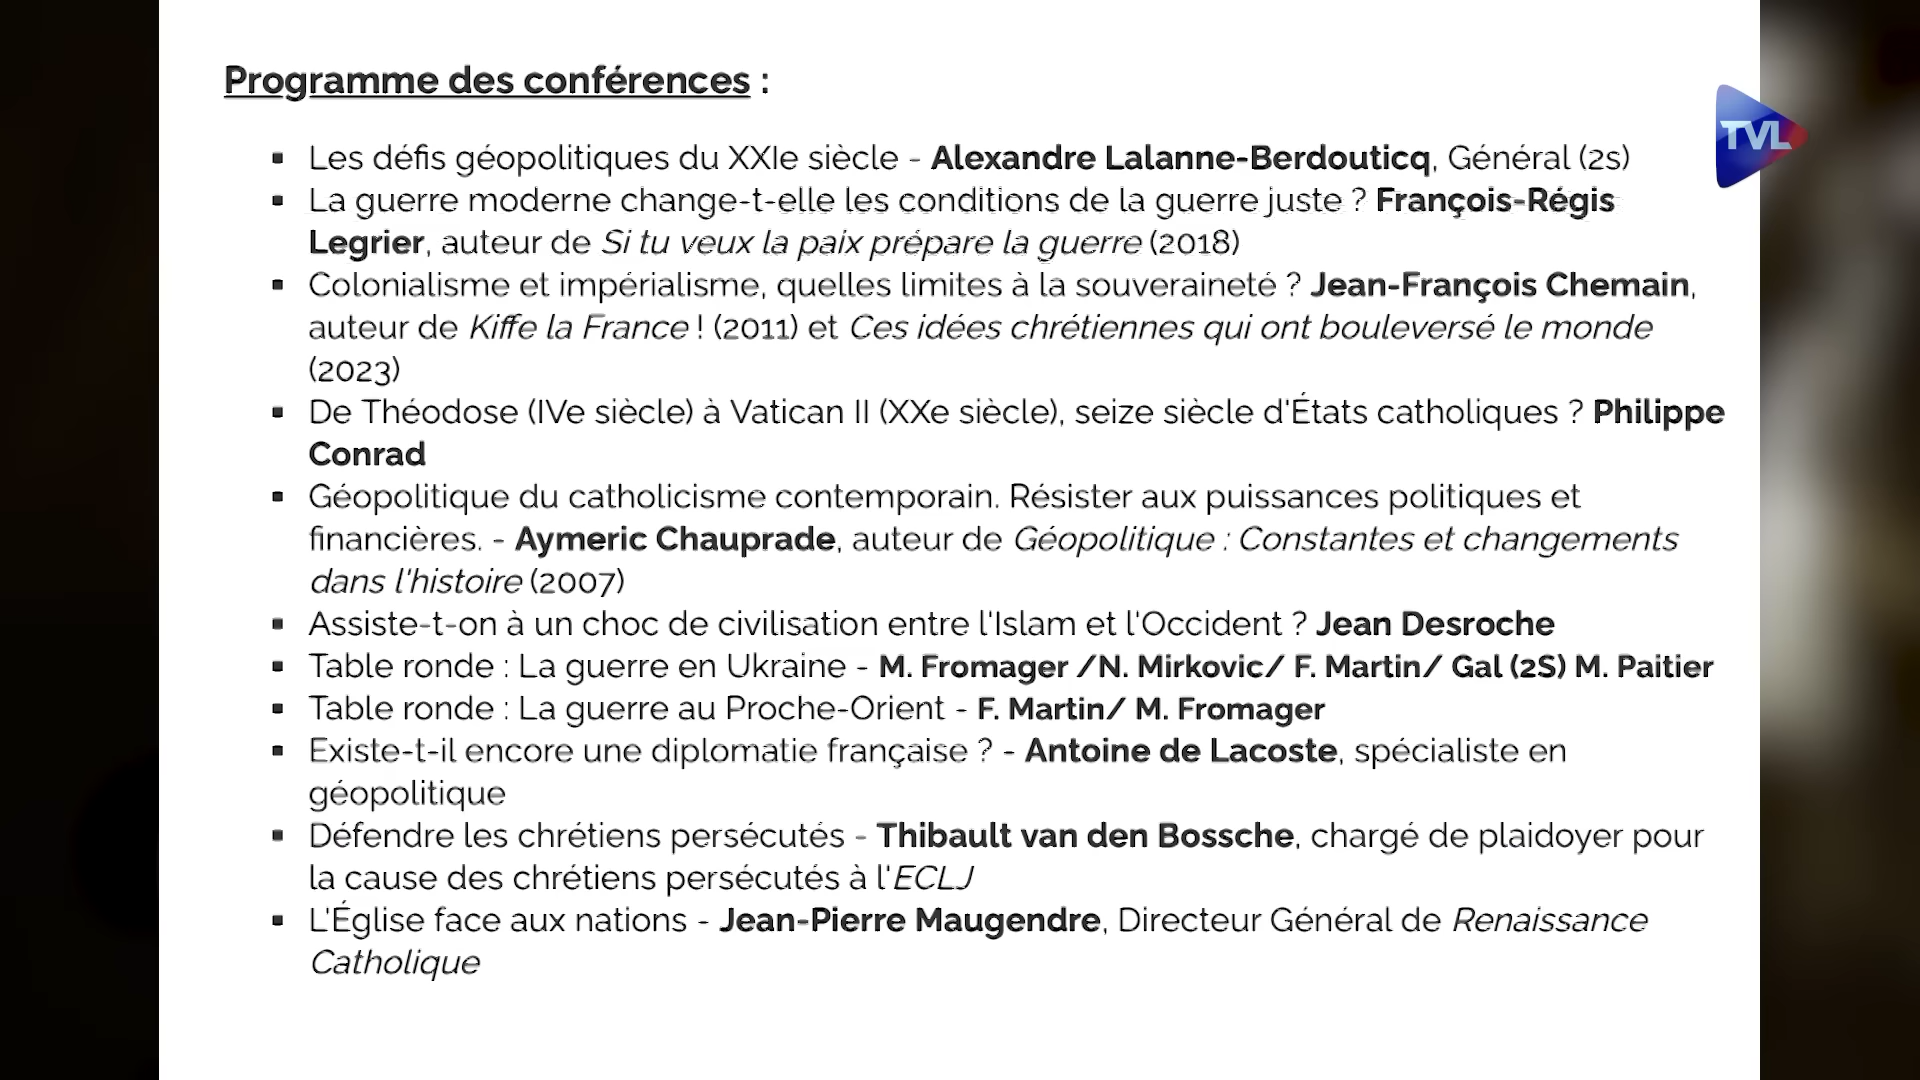 Programme des conférences :
TVL
▪ Les défis géopolitiques du XXIe siècle - Alexandre Lalanne-Berdouticq, Général (2s)
▪ La guerre moderne change-t-elle les conditions de la guerre juste ? François-Régis
Legrier, auteur de Si tu veux la paix prépare la guerre (2018)
▪ Colonialisme et impérialisme, quelles limites à la souveraineté ? Jean-François Chemain,
auteur de Kiffe la France ! (2011) et Ces idées chrétiennes qui ont bouleversé le monde
(2023)
▪ De Théodose (IVe siècle) à Vatican II (XXe siècle), seize siècle d'États catholiques ? Philippe
Conrad
▪ Géopolitique du catholicisme contemporain. Résister aux puissances politiques et
financières. - Aymeric Chauprade, auteur de Géopolitique : Constantes et changements
dans l'histoire (2007)
▪ Assiste-t-on à un choc de civilisation entre l'Islam et l'Occident ? Jean Desroche
▪ Table ronde : La guerre en Ukraine - M. Fromager /N. Mirkovic/ F. Martin/ Gal (2S) M. Paitier
▪ Table ronde : La guerre au Proche-Orient - F. Martin/ M. Fromager
▪ Existe-t-il encore une diplomatie française ? - Antoine de Lacoste, spécialiste en
géopolitique
▪ Défendre les chrétiens persécutés - Thibault van den Bossche, chargé de plaidoyer pour
la cause des chrétiens persécutés à l'ECLJ
▪ L'Église face aux nations - Jean-Pierre Maugendre, Directeur Général de Renaissance
Catholique